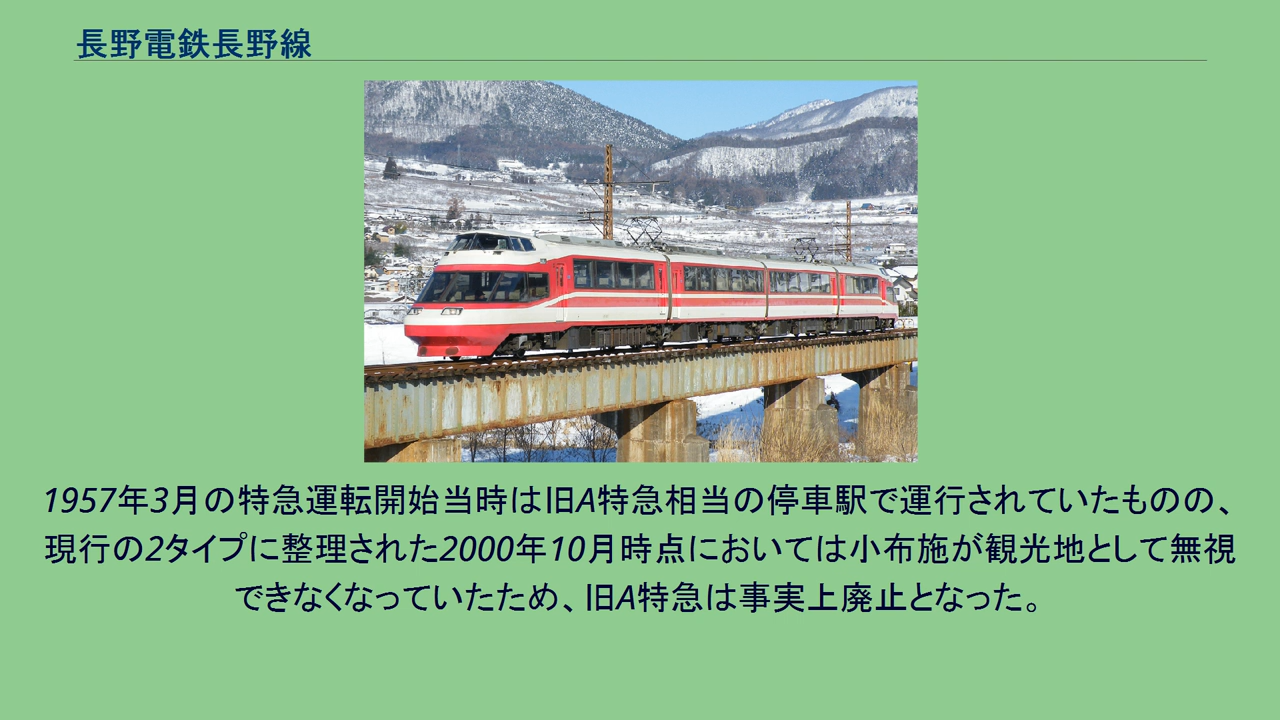 長野電鉄長野線
1957年3月の特急運転開始当時は旧A特急相当の停車駅で運行されていたものの、
現行の2タイプに整理された2000年10月時点においては小布施が観光地として無視
できなくなっていたため、旧A特急は事実上廃止となった。